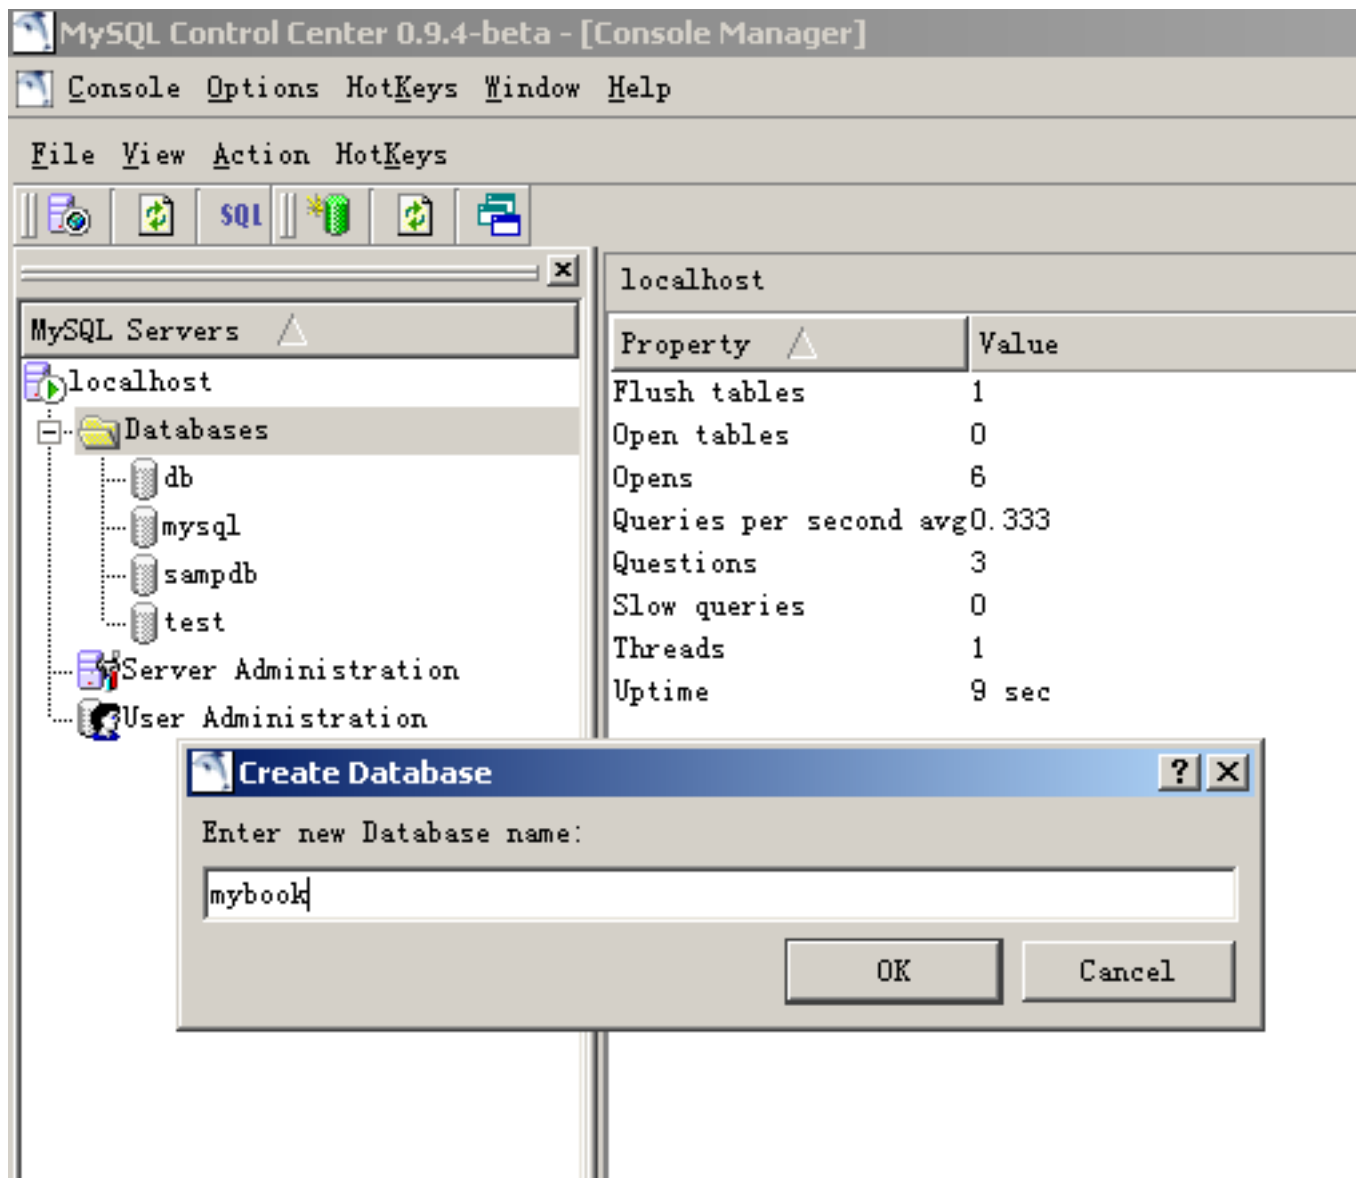 MySQL Control Center 0.9.4-beta - [Console Manager]
Console Options HotKeys Window Help
File View Action HotKeys
SQL
localhost
MySQL Servers
Property Value
localhost
Flush tables 1
Databases
Open tables 0
db
Opens 6
mysql
Queries per second avg 0.333
sampdb
Questions 3
test
Slow queries 0
Server Administration
Threads 1
User Administration
Uptime 9 sec
Create Database
Enter new Database name:
mybook
OK Cancel